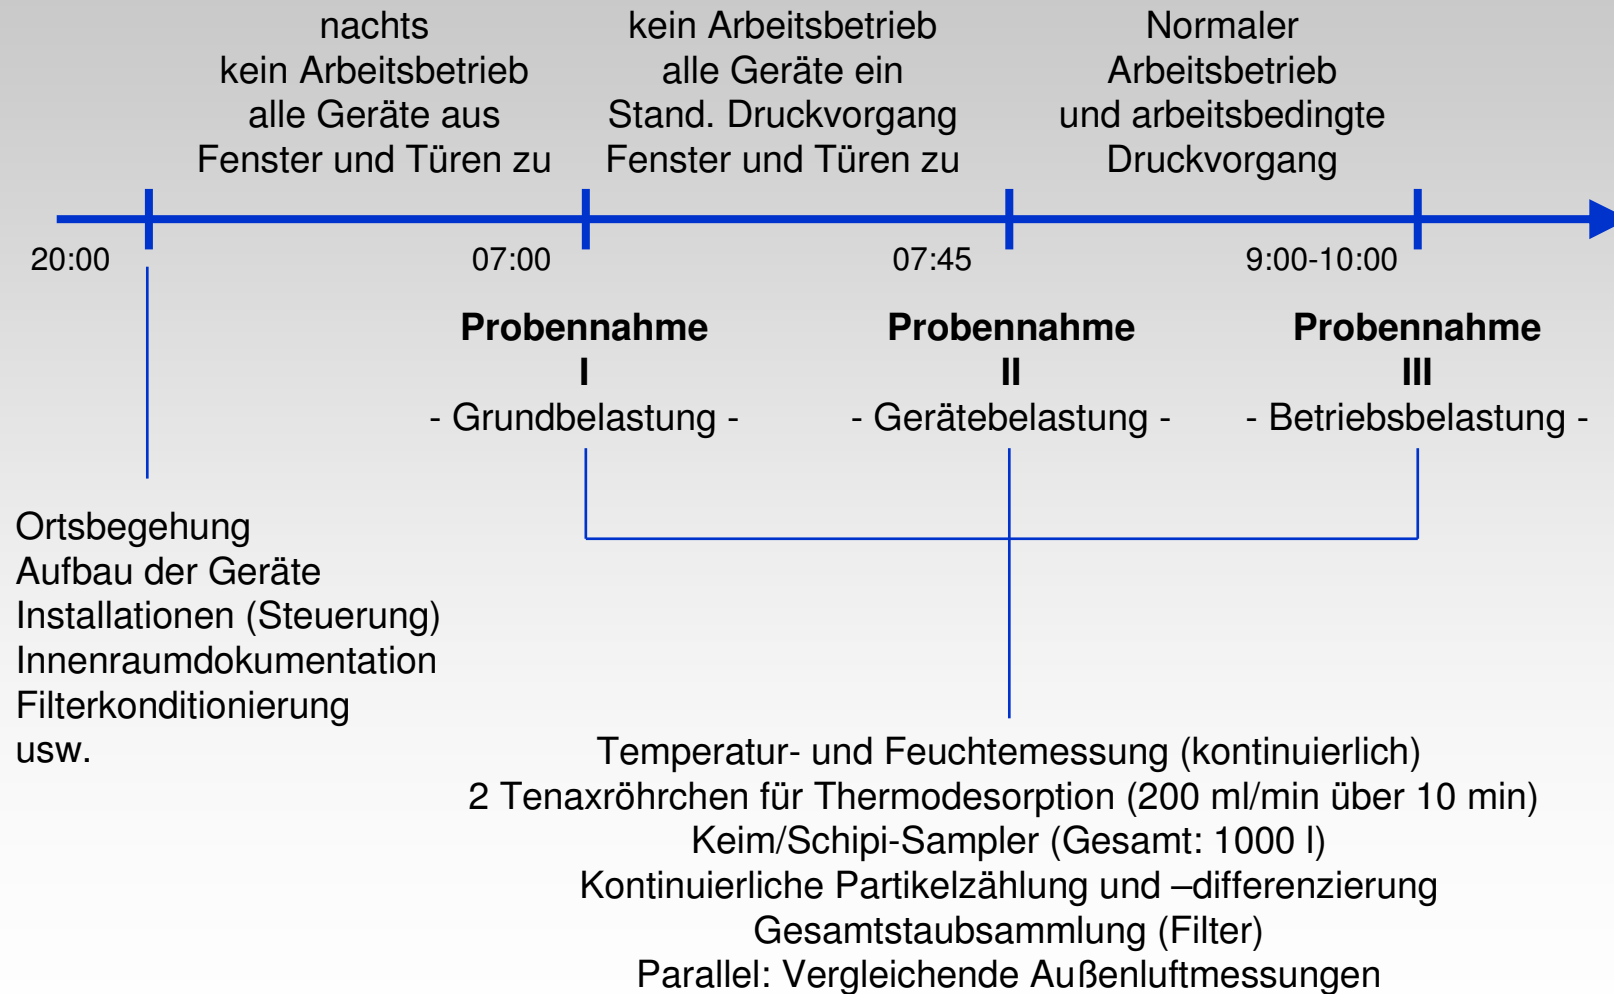 nachts
kein Arbeitsbetrieb
alle Geräte aus
Fenster und Türen zu
kein Arbeitsbetrieb
alle Geräte ein
Stand. Druckvorgang
Fenster und Türen zu
Normaler
Arbeitsbetrieb
und arbeitsbedingte
Druckvorgang
20:00
07:00
07:45
9:00-10:00
Probennahme
I
- Grundbelastung -
Probennahme
II
- Gerätebelastung -
Probennahme
III
- Betriebsbelastung -
Ortsbegehung
Aufbau der Geräte
Installationen (Steuerung)
Innenraumdokumentation
Filterkonditionierung
usw.
Temperatur- und Feuchtemessung (kontinuierlich)
2 Tenaxröhrchen für Thermodesorption (200 ml/min über 10 min)
Keim/Schipi-Sampler (Gesamt: 1000 l)
Kontinuierliche Partikelzählung und –differenzierung
Gesamtstaubsammlung (Filter)
Parallel: Vergleichende Außenluftmessungen